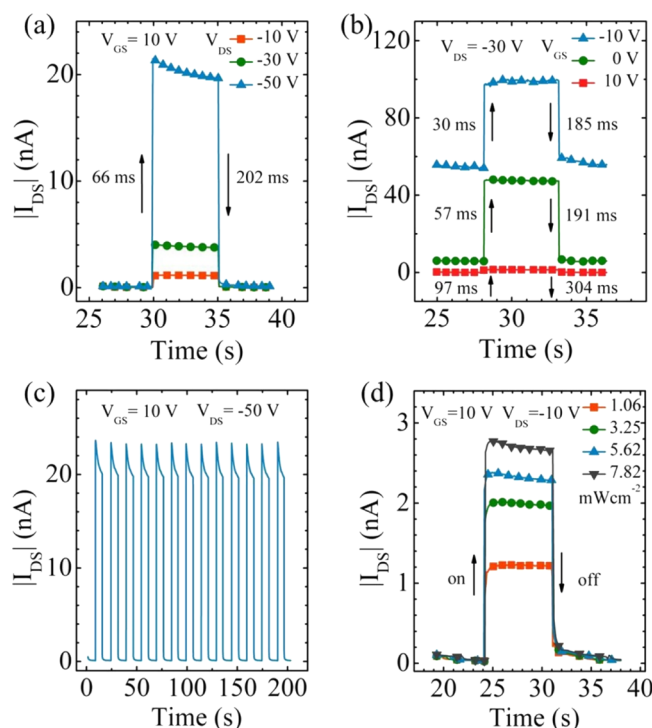 (a)
V_GS = 10 V V_DS
-10 V
-30 V
-50 V
66 ms
202 ms
20
10
0
|I_DS| (nA)
25 30 35 40
Time (s)
(b)
V_DS = -30 V V_GS
-10 V
0 V
10 V
30 ms 185 ms
57 ms 191 ms
97 ms 304 ms
120
80
40
0
|I_DS| (nA)
25 30 35
Time (s)
(c)
V_GS = 10 V V_DS = -50 V
20
10
0
|I_DS| (nA)
0 50 100 150 200
Time (s)
(d)
V_GS=10 V V_DS=-10 V
1.06
3.25
5.62
7.82
mWcm^-2
on off
3
2
1
0
|I_DS| (nA)
20 25 30 35 40
Time (s)